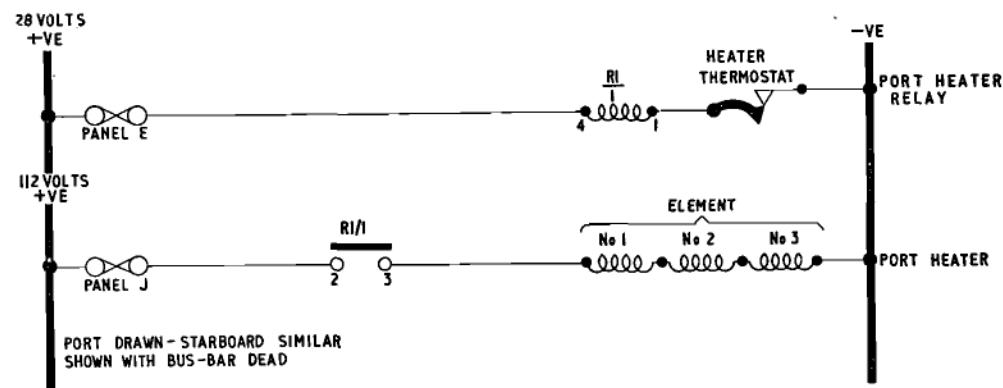 28 VOLTS
+VE
-VE
HEATER
THERMOSTAT
R1
1
PORT HEATER
RELAY
PANEL E
4
1
112 VOLTS
+VE
ELEMENT
R1/1
No 1
No 2
No 3
PORT HEATER
PANEL J
2
3
PORT DRAWN - STARBOARD SIMILAR
SHOWN WITH BUS-BAR DEAD